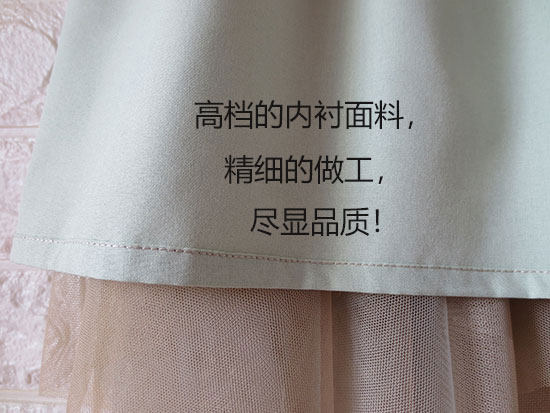 高档的内衬面料，
精细的做工，
尽显品质！